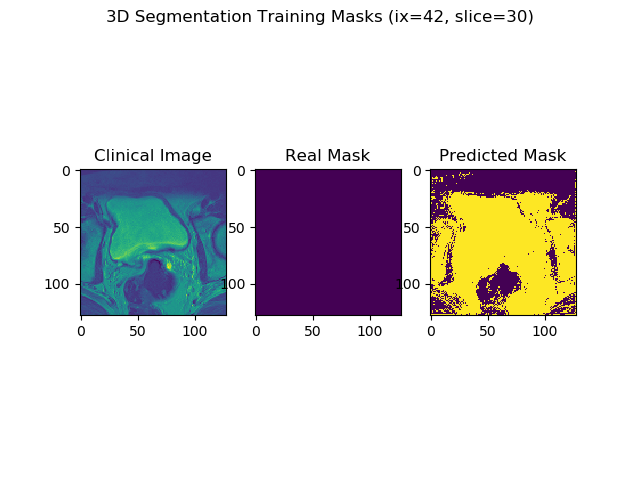 3D Segmentation Training Masks (ix=42, slice=30)
Clinical Image Real Mask Predicted Mask
0 0 0
50 50 50
100 100 100
0 50 100 0 50 100 0 50 100